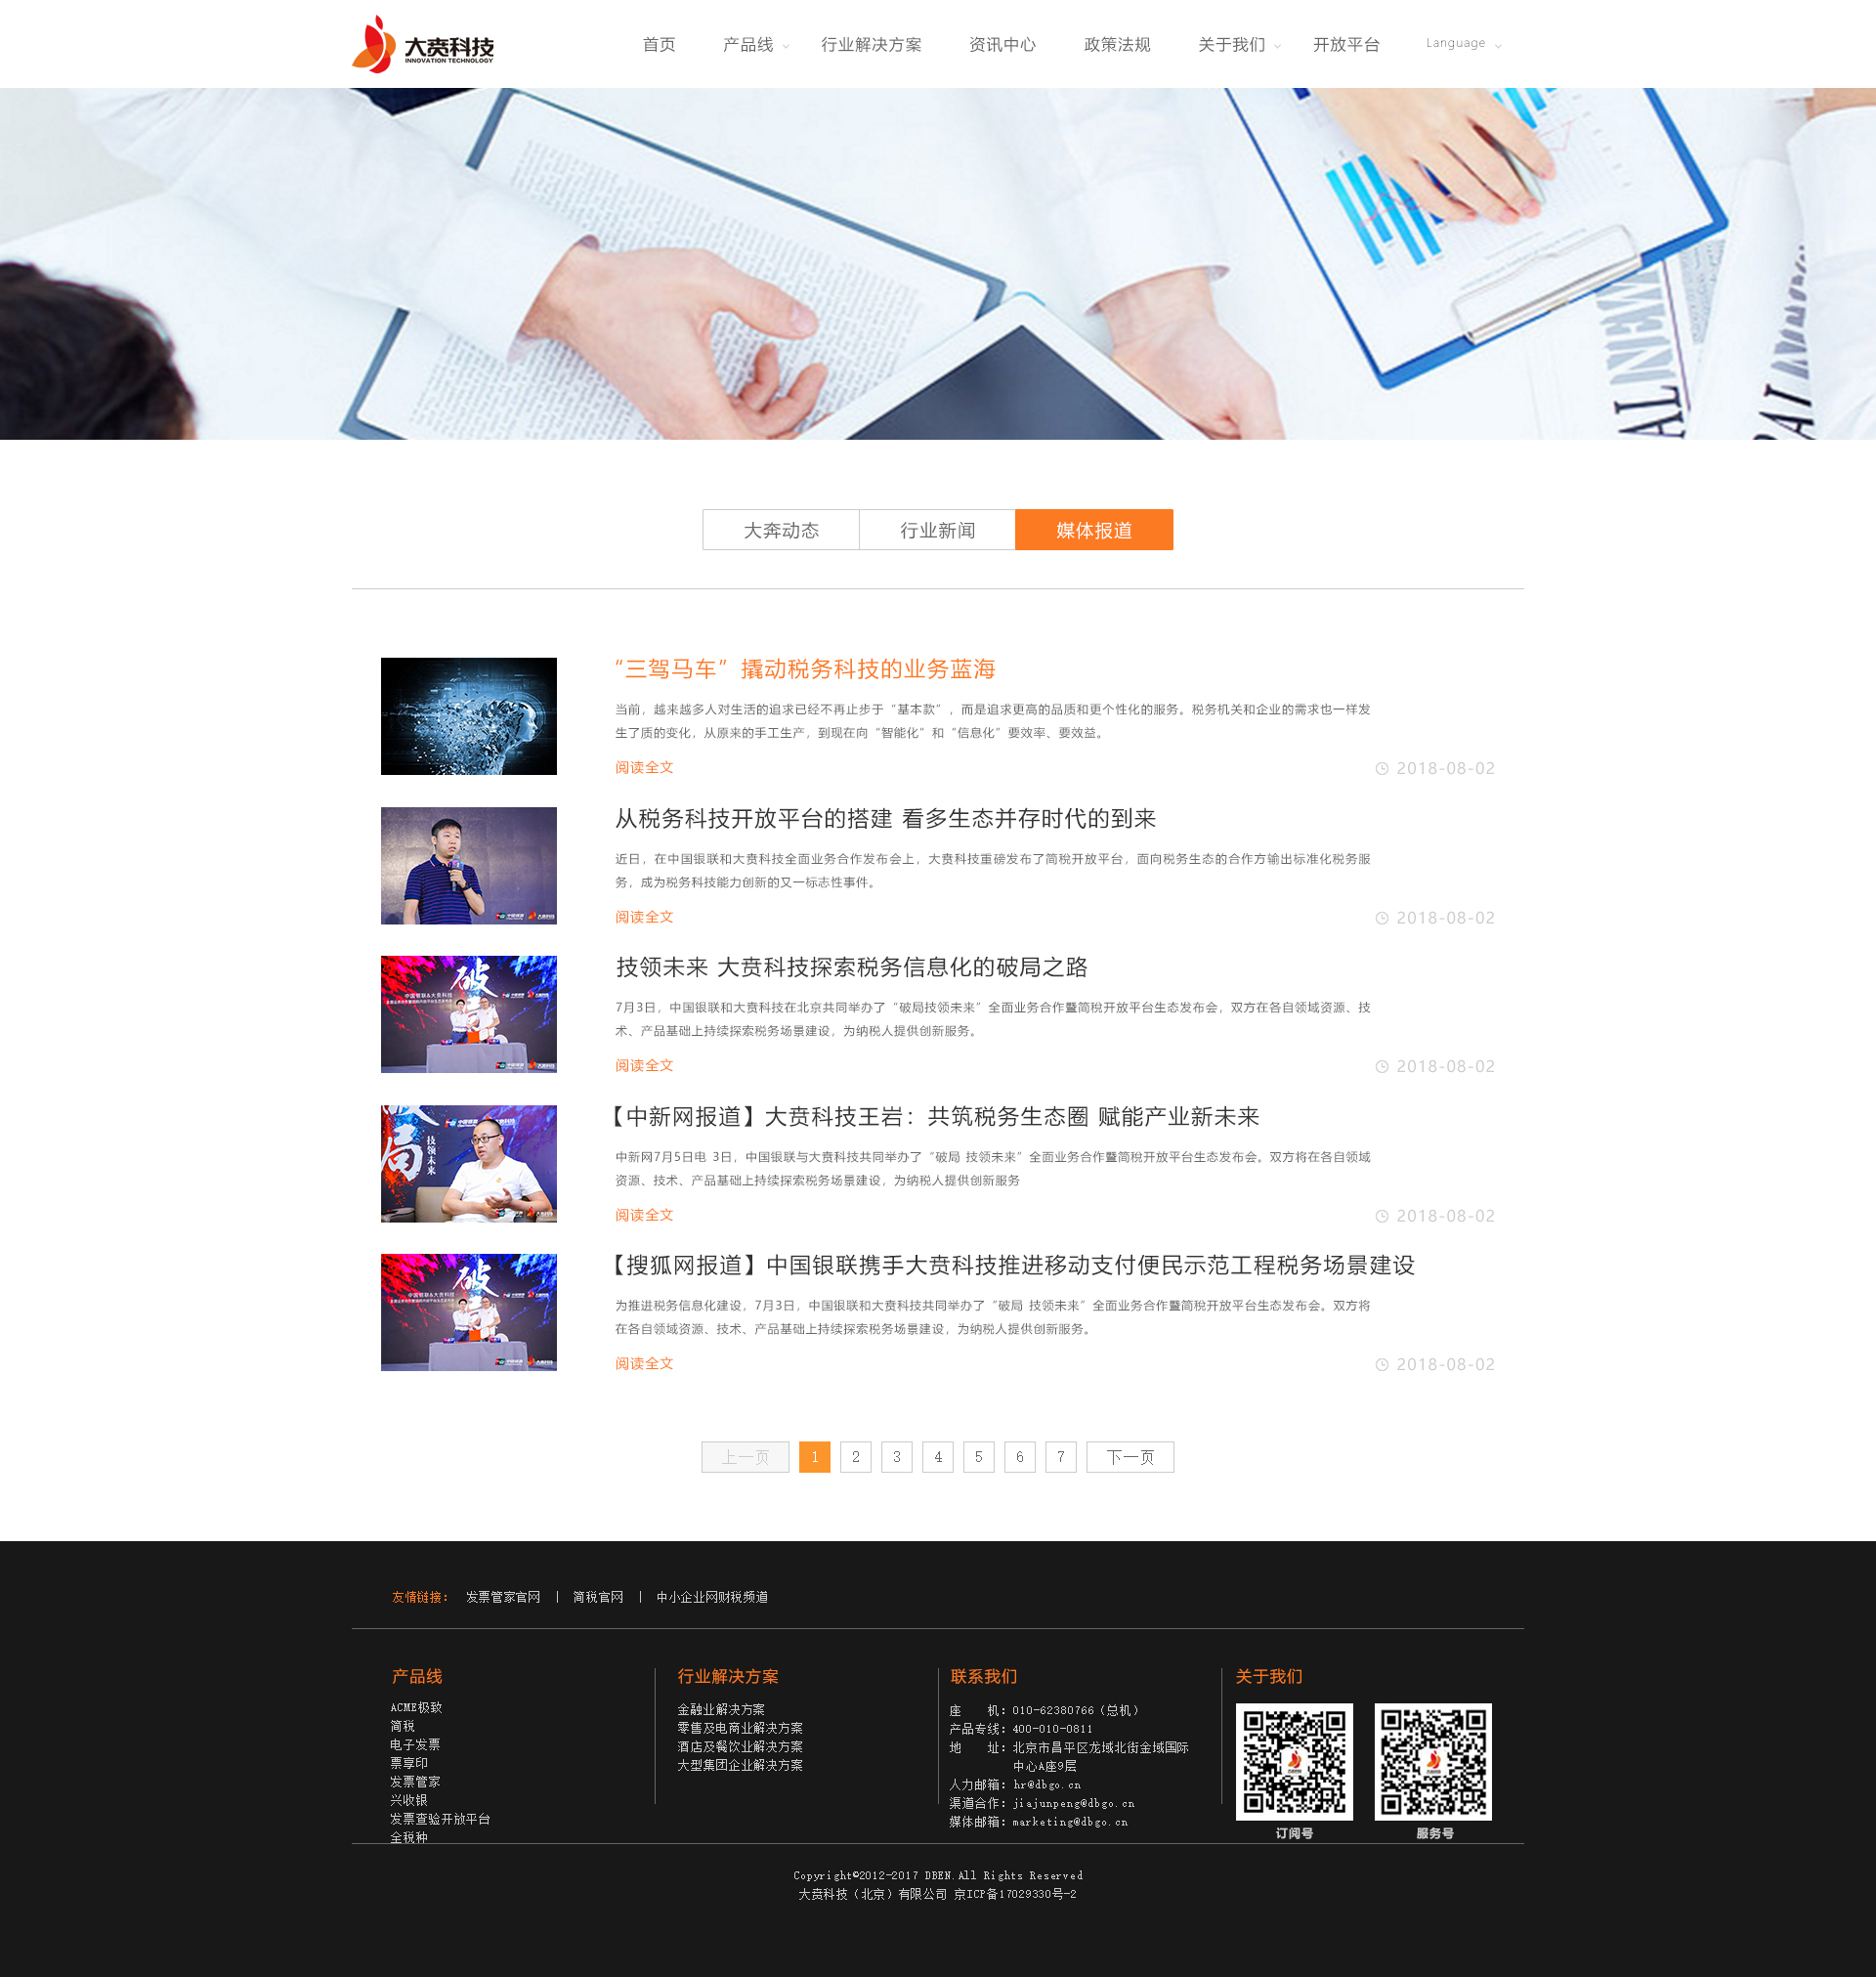 大贲科技
INNOVATION TECHNOLOGY
首页
产品线
行业解决方案
资讯中心
政策法规
关于我们
开放平台
Language
大奔动态
行业新闻
媒体报道
“三驾马车”撬动税务科技的业务蓝海
当前，越来越多人对生活的追求已经不再止步于“基本款”，而是追求更高的品质和更个性化的服务。税务机关和企业的需求也一样发
生了质的变化，从原来的手工生产，到现在向“智能化”和“信息化”要效率、要效益。
阅读全文
2018-08-02
从税务科技开放平台的搭建 看多生态并存时代的到来
近日，在中国银联和大贲科技全面业务合作发布会上，大贲科技重磅发布了简税开放平台，面向税务生态的合作方输出标准化税务服
务，成为税务科技能力创新的又一标志性事件。
阅读全文
2018-08-02
技领未来 大贲科技探索税务信息化的破局之路
7月3日，中国银联和大贲科技在北京共同举办了“破局技领未来”全面业务合作暨简税开放平台生态发布会，双方在各自领域资源、技
术、产品基础上持续探索税务场景建设，为纳税人提供创新服务。
阅读全文
2018-08-02
破
中国银联&大贲科技
【中新网报道】大贲科技王岩：共筑税务生态圈 赋能产业新未来
中新网7月5日电 3日，中国银联与大贲科技共同举办了“破局 技领未来”全面业务合作暨简税开放平台生态发布会。双方将在各自领域
资源、技术、产品基础上持续探索税务场景建设，为纳税人提供创新服务
阅读全文
2018-08-02
局
技领未来
【搜狐网报道】中国银联携手大贲科技推进移动支付便民示范工程税务场景建设
为推进税务信息化建设，7月3日，中国银联和大贲科技共同举办了“破局 技领未来”全面业务合作暨简税开放平台生态发布会。双方将
在各自领域资源、技术、产品基础上持续探索税务场景建设，为纳税人提供创新服务。
阅读全文
2018-08-02
破
中国银联&大贲科技
上一页 1 2 3 4 5 6 7 下一页
友情链接： 发票管家官网 | 简税官网 | 中小企业网财税频道
产品线
ACME极致
简税
电子发票
票享印
发票管家
兴收银
发票查验开放平台
全税种
行业解决方案
金融业解决方案
零售及电商业解决方案
酒店及餐饮业解决方案
大型集团企业解决方案
联系我们
座　　机：010-62380766（总机）
产品专线：400-010-0811
地　　址：北京市昌平区龙域北街金域国际
中心A座9层
人力邮箱：hr@dbgo.cn
渠道合作：jiajunpeng@dbgo.cn
媒体邮箱：marketing@dbgo.cn
关于我们
订阅号
服务号
Copyright©2012-2017 DBEN.All Rights Reserved
大贲科技（北京）有限公司 京ICP备17029330号-2